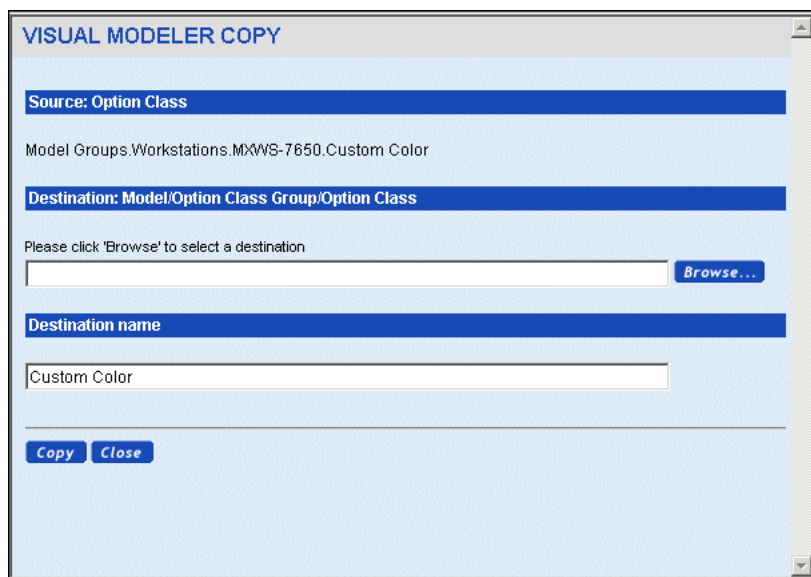 VISUAL MODELER COPY
Source: Option Class
Model Groups.Workstations.MXWS-7650.Custom Color
Destination: Model/Option Class Group/Option Class
Please click 'Browse' to select a destination
Browse...
Destination name
Custom Color
Copy Close